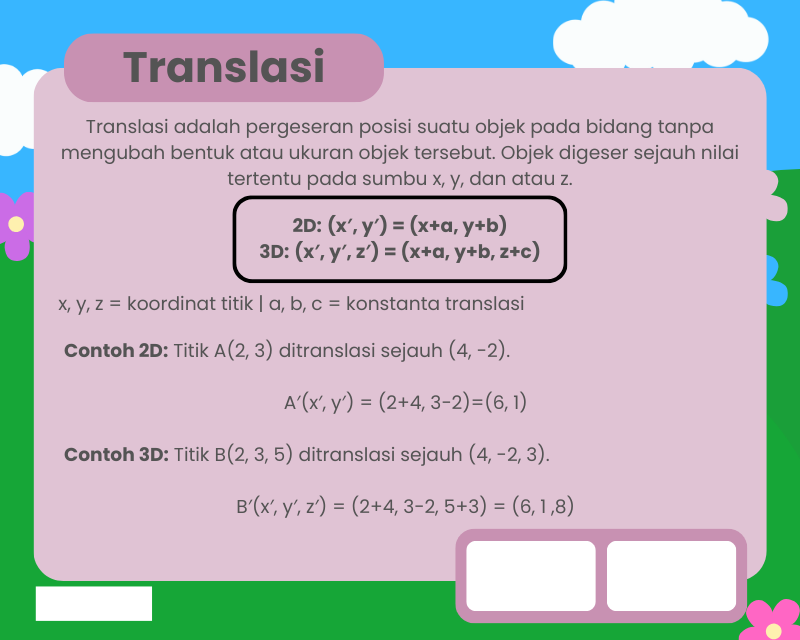 Translasi
Translasi adalah pergeseran posisi suatu objek pada bidang tanpa
mengubah bentuk atau ukuran objek tersebut. Objek digeser sejauh nilai
tertentu pada sumbu x, y, dan atau z.
2D: (x′, y′) = (x+a, y+b)
3D: (x′, y′, z′) = (x+a, y+b, z+c)
x, y, z = koordinat titik | a, b, c = konstanta translasi
Contoh 2D: Titik A(2, 3) ditranslasi sejauh (4, -2).
A′(x′, y′) = (2+4, 3-2)=(6, 1)
Contoh 3D: Titik B(2, 3, 5) ditranslasi sejauh (4, -2, 3).
B′(x′, y′, z′) = (2+4, 3-2, 5+3) = (6, 1 ,8)